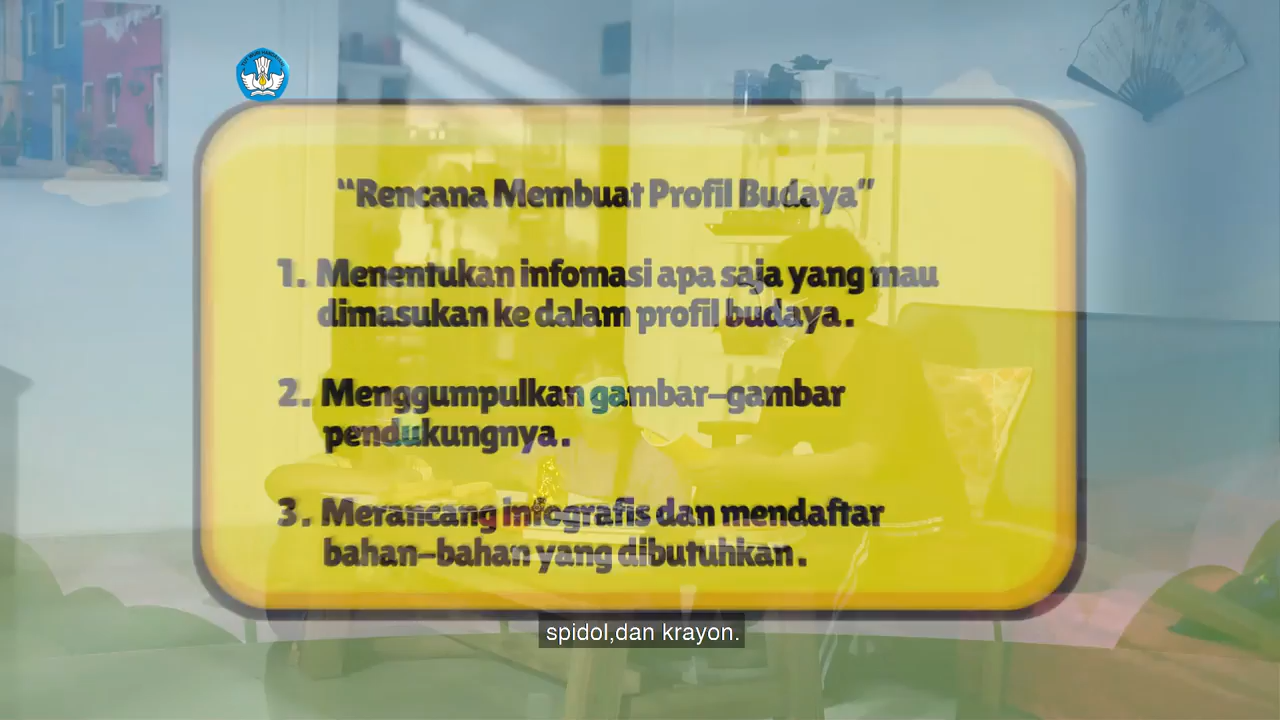 “Rencana Membuat Profil Budaya”
1. Menentukan infomasi apa saja yang mau
dimasukan ke dalam profil budaya.
2. Menggumpulkan gambar-gambar
pendukungnya.
3. Merancang infografis dan mendaftar
bahan-bahan yang dibutuhkan.
spidol,dan krayon.